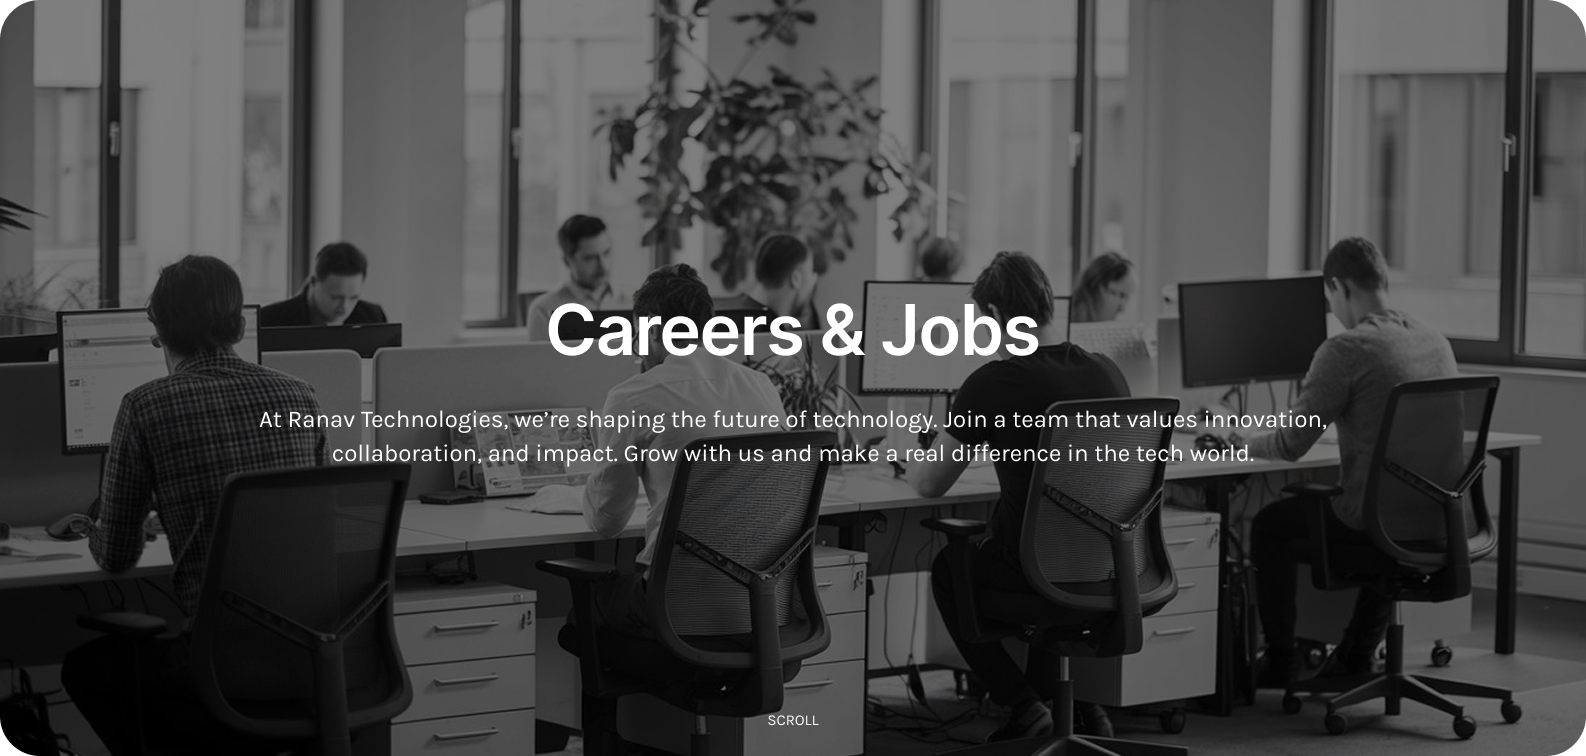 Careers & Jobs
At Ranav Technologies, we’re shaping the future of technology. Join a team that values innovation,
collaboration, and impact. Grow with us and make a real difference in the tech world.
SCROLL